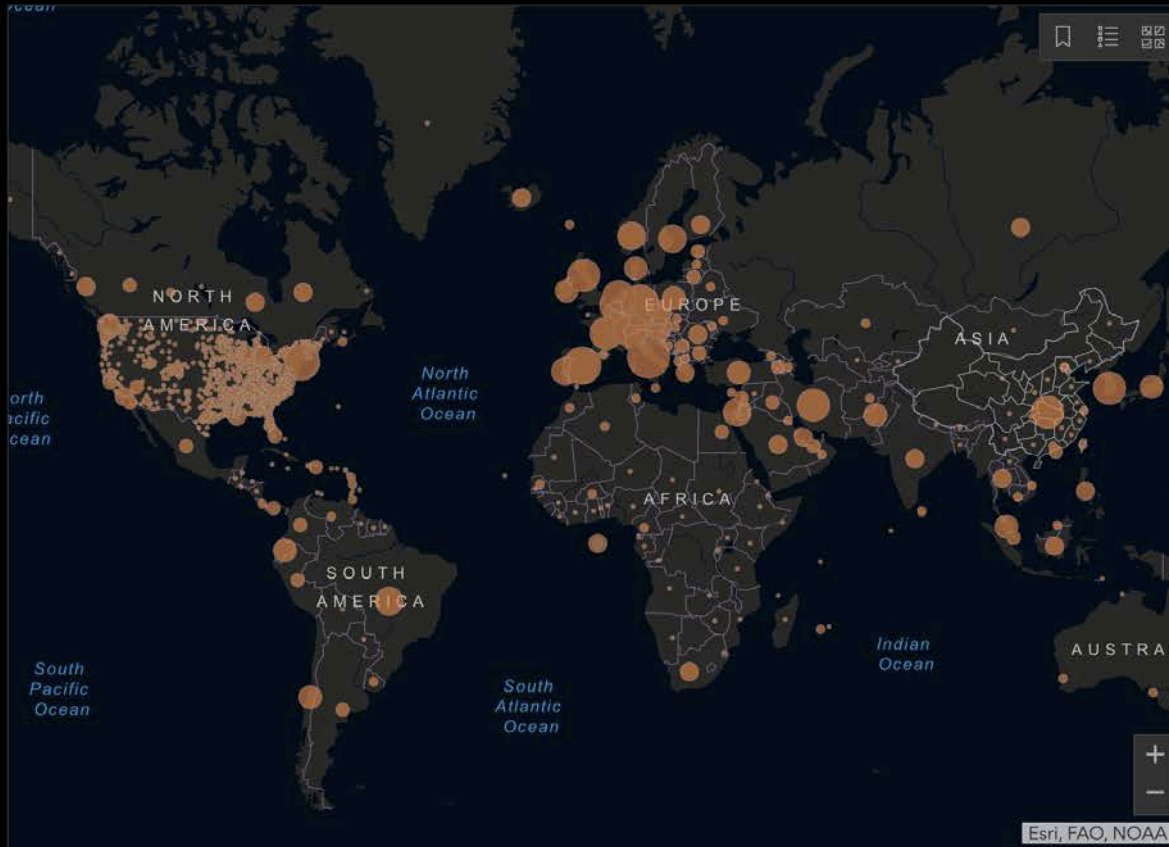 ocean
NORTH
AMERICA
EUROPE
ASIA
North
Atlantic
Ocean
orth
acific
cean
AFRICA
SOUTH
AMERICA
Indian
Ocean
AUSTRA
South
Pacific
Ocean
South
Atlantic
Ocean
+
−
Esri, FAO, NOAA